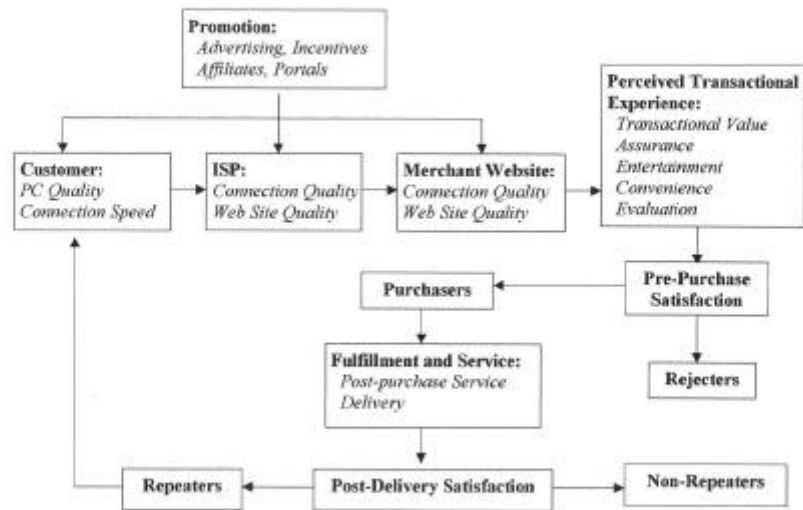 Promotion:
Advertising, Incentives
Affiliates, Portals
Perceived Transactional
Experience:
Transactional Value
Assurance
Entertainment
Convenience
Evaluation
Customer:
PC Quality
Connection Speed
ISP:
Connection Quality
Web Site Quality
Merchant Website:
Connection Quality
Web Site Quality
Pre-Purchase
Satisfaction
Purchasers
Rejecters
Fulfillment and Service:
Post-purchase Service
Delivery
Repeaters
Post-Delivery Satisfaction
Non-Repeaters